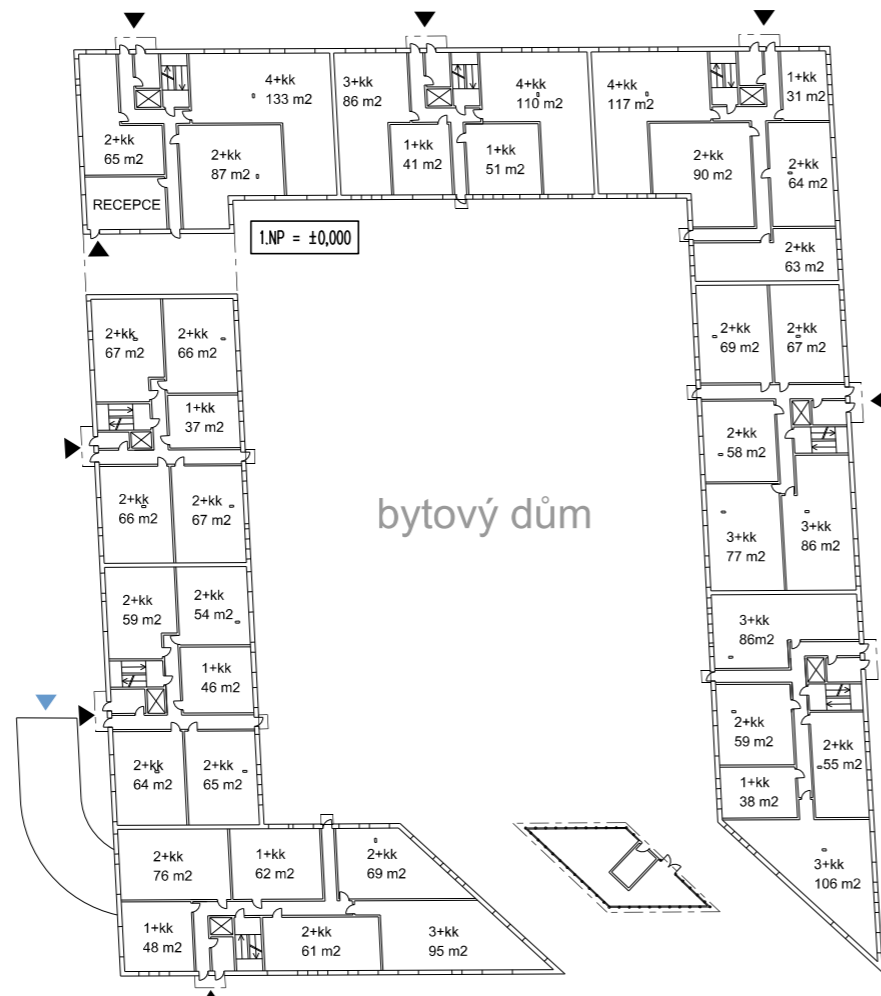 4+kk
133 m2
3+kk
86 m2
4+kk
110 m2
4+kk
117 m2
1+kk
31 m2
2+kk
65 m2
2+kk
87 m2
1+kk
41 m2
1+kk
51 m2
2+kk
90 m2
2+kk
64 m2
RECEPCE
1.NP = ±0,000
2+kk
63 m2
2+kk
67 m2
2+kk
66 m2
2+kk
69 m2
2+kk
67 m2
1+kk
37 m2
2+kk
58 m2
2+kk
66 m2
2+kk
67 m2
bytový dům
3+kk
77 m2
3+kk
86 m2
2+kk
59 m2
2+kk
54 m2
3+kk
86m2
1+kk
46 m2
2+kk
59 m2
2+kk
55 m2
2+kk
64 m2
2+kk
65 m2
1+kk
38 m2
2+kk
76 m2
1+kk
62 m2
2+kk
69 m2
3+kk
106 m2
1+kk
48 m2
2+kk
61 m2
3+kk
95 m2